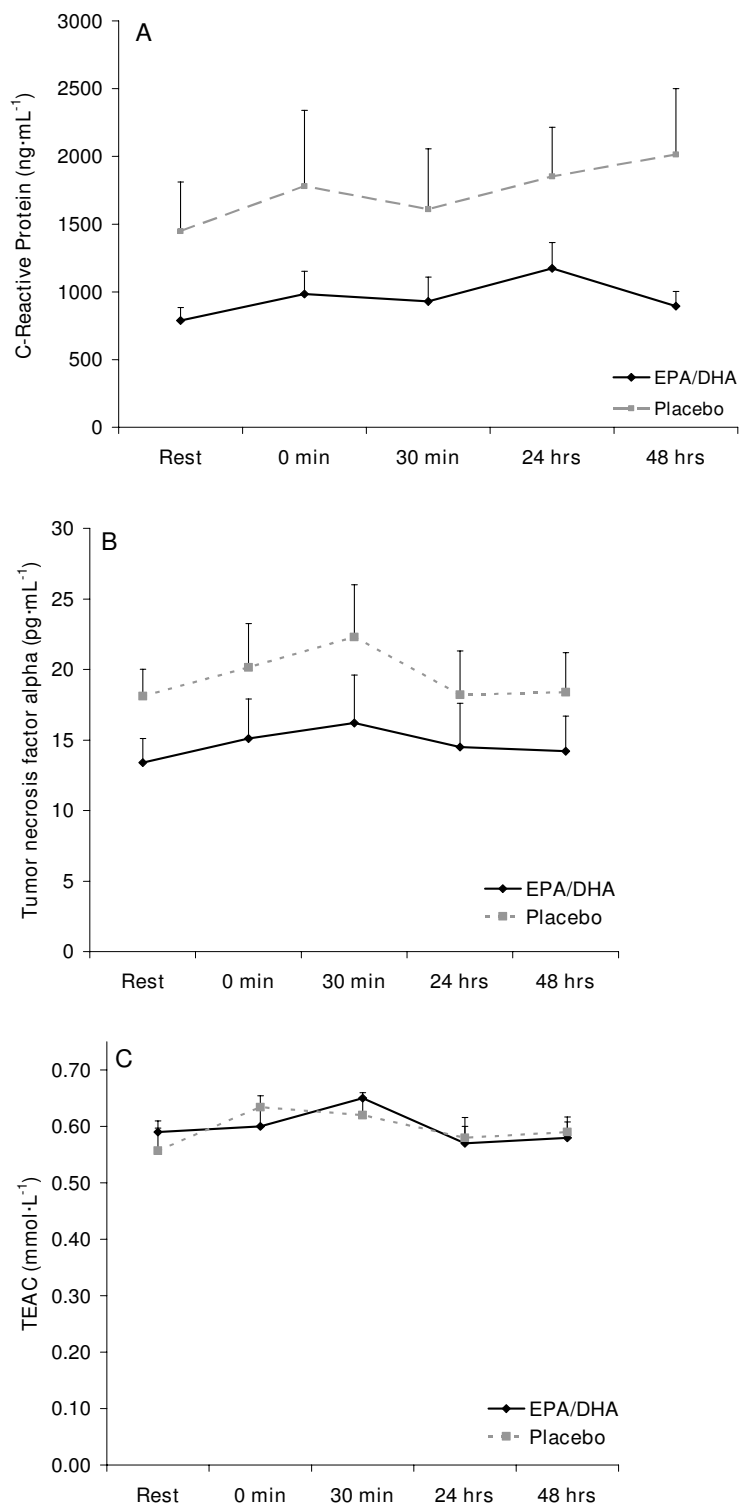 A
C-Reactive Protein (ng·mL⁻¹)
3000
2500
2000
1500
1000
500
0
EPA/DHA
Placebo
Rest 0 min 30 min 24 hrs 48 hrs
B
Tumor necrosis factor alpha (pg·mL⁻¹)
30
25
20
15
10
5
0
EPA/DHA
Placebo
Rest 0 min 30 min 24 hrs 48 hrs
C
TEAC (mmol·L⁻¹)
0.70
0.60
0.50
0.40
0.30
0.20
0.10
0.00
EPA/DHA
Placebo
Rest 0 min 30 min 24 hrs 48 hrs